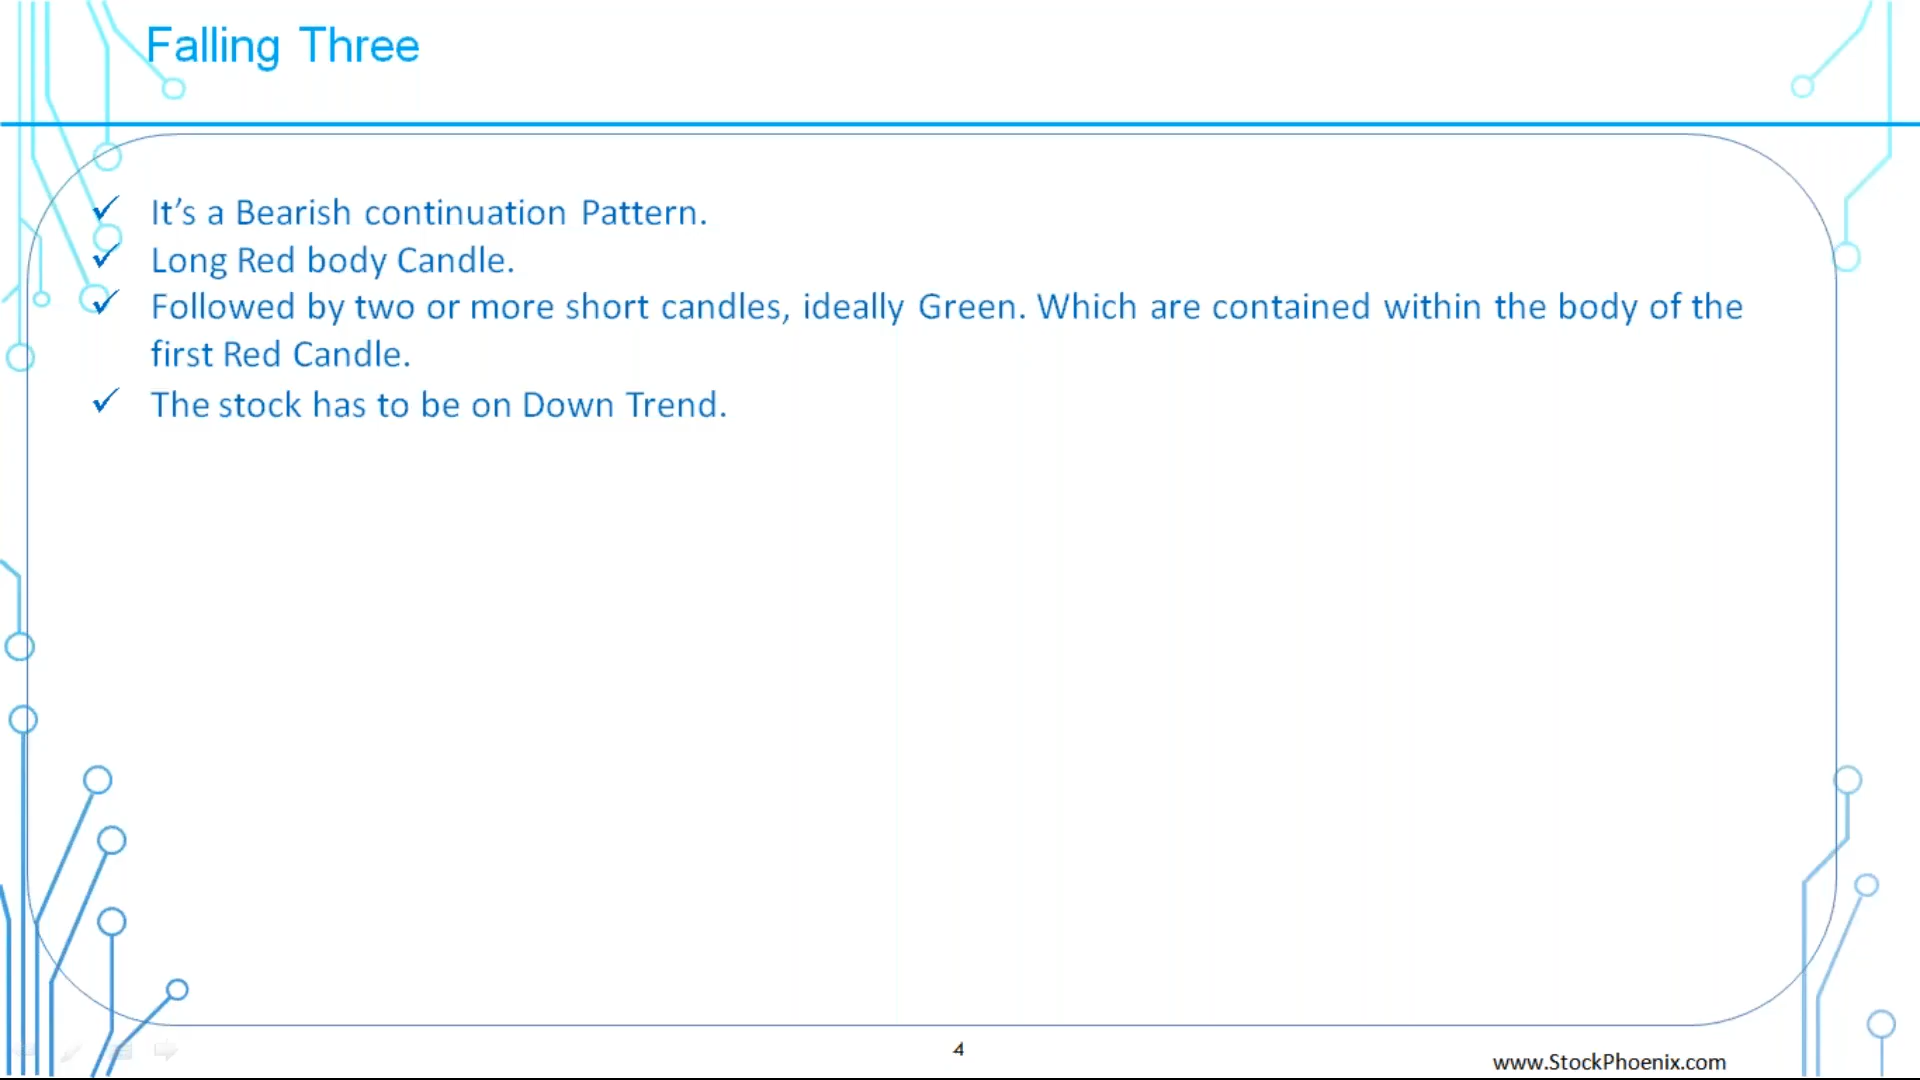 Falling Three
It’s a Bearish continuation Pattern.
Long Red body Candle.
Followed by two or more short candles, ideally Green. Which are contained within the body of the
first Red Candle.
The stock has to be on Down Trend.
4
www.StockPhoenix.com